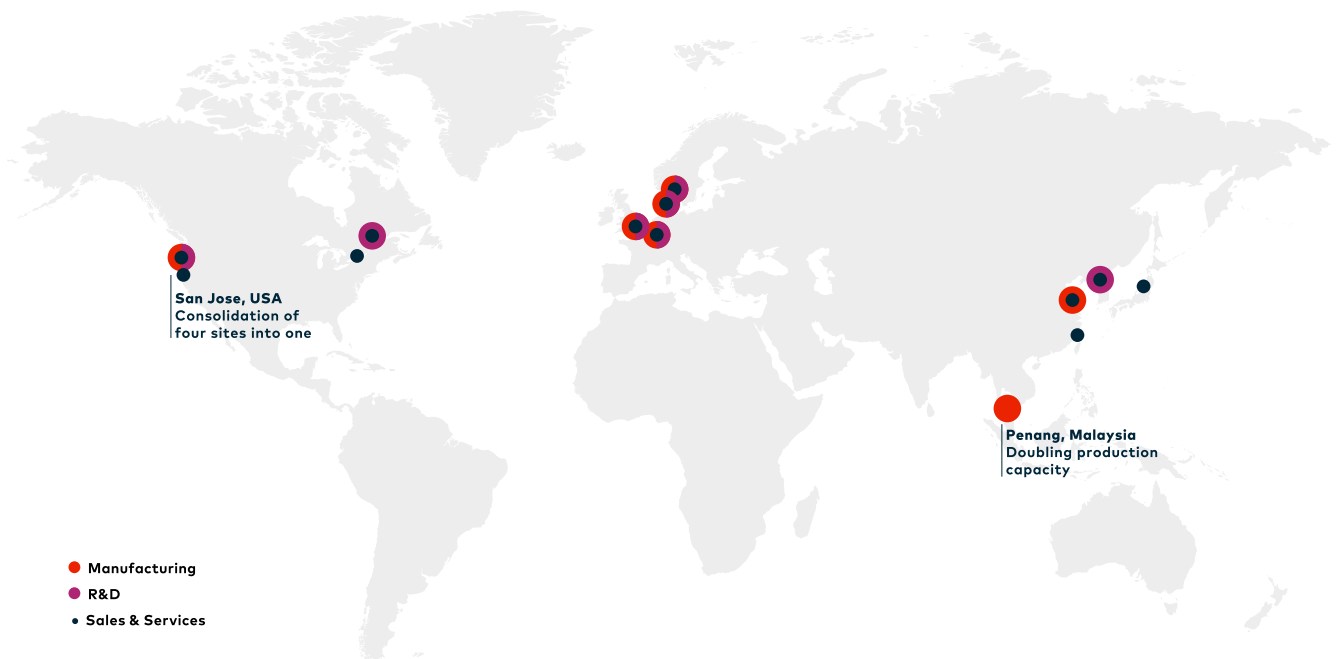 San Jose, USA
Consolidation of
four sites into one
Penang, Malaysia
Doubling production
capacity
Manufacturing
R&D
Sales & Services